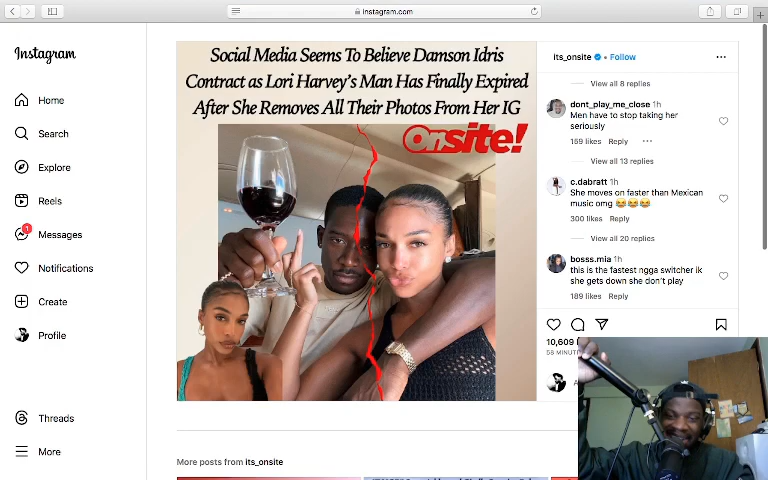 instagram.com
Instagram
Home
Search
Explore
Reels
1
Messages
Notifications
Create
Profile
Threads
More
Social Media Seems To Believe Damson Idris
Contract as Lori Harvey's Man Has Finally Expired
After She Removes All Their Photos From Her IG
Onsite!
its_onsite • Follow
View all 8 replies
dont_play_me_close 1h
Men have to stop taking her
seriously
159 likes Reply
View all 13 replies
c.dabratt 1h
She moves on faster than Mexican
music omg 😂😂😂
300 likes Reply
View all 20 replies
bosss.mia 1h
this is the fastest ngga switcher ik
she gets down she don't play
189 likes Reply
10,609
More posts from its_onsite